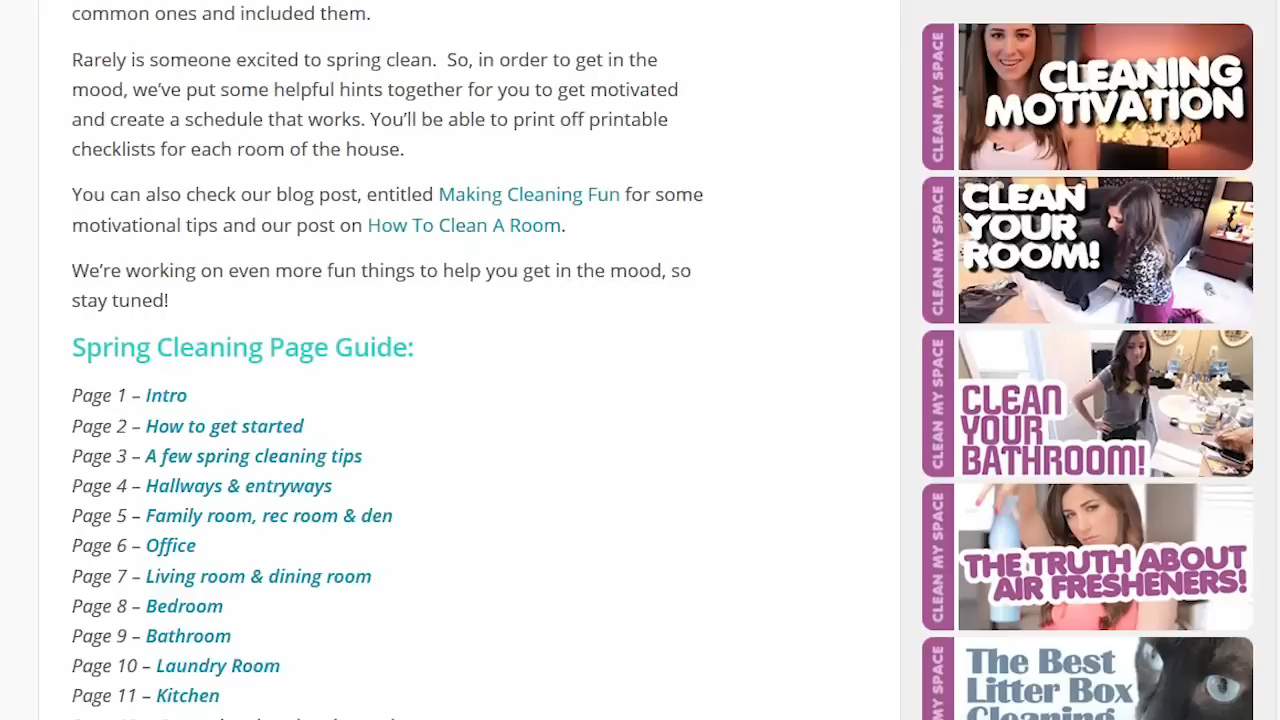 common ones and included them.
Rarely is someone excited to spring clean.  So, in order to get in the
mood, we’ve put some helpful hints together for you to get motivated
and create a schedule that works. You’ll be able to print off printable
checklists for each room of the house.
You can also check our blog post, entitled Making Cleaning Fun for some
motivational tips and our post on How To Clean A Room.
We’re working on even more fun things to help you get in the mood, so
stay tuned!
Spring Cleaning Page Guide:
Page 1 – Intro
Page 2 – How to get started
Page 3 – A few spring cleaning tips
Page 4 – Hallways & entryways
Page 5 – Family room, rec room & den
Page 6 – Office
Page 7 – Living room & dining room
Page 8 – Bedroom
Page 9 – Bathroom
Page 10 – Laundry Room
Page 11 – Kitchen
CLEAN MY SPACE
CLEANING
MOTIVATION
CLEAN MY SPACE
CLEAN
YOUR
ROOM!
CLEAN MY SPACE
CLEAN
YOUR
BATHROOM!
CLEAN MY SPACE
THE TRUTH ABOUT
AIR FRESHENERS!
MY SPACE
The Best
Litter Box
Cleaning